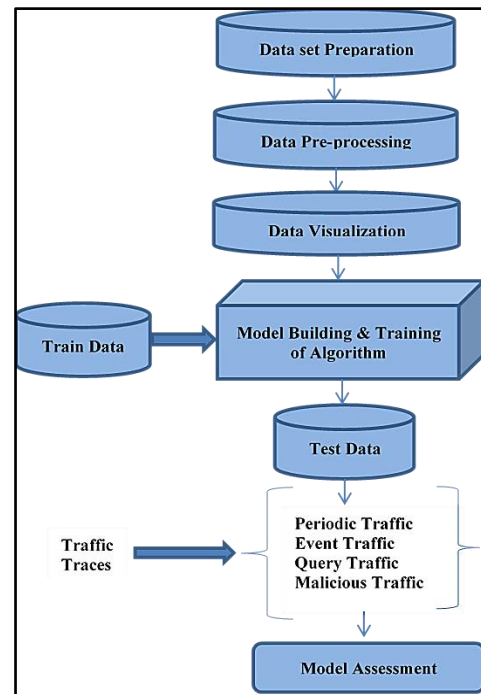 Data set Preparation
Data Pre-processing
Data Visualization
Train Data
Model Building & Training
of Algorithm
Test Data
Traffic
Traces
Periodic Traffic
Event Traffic
Query Traffic
Malicious Traffic
Model Assessment